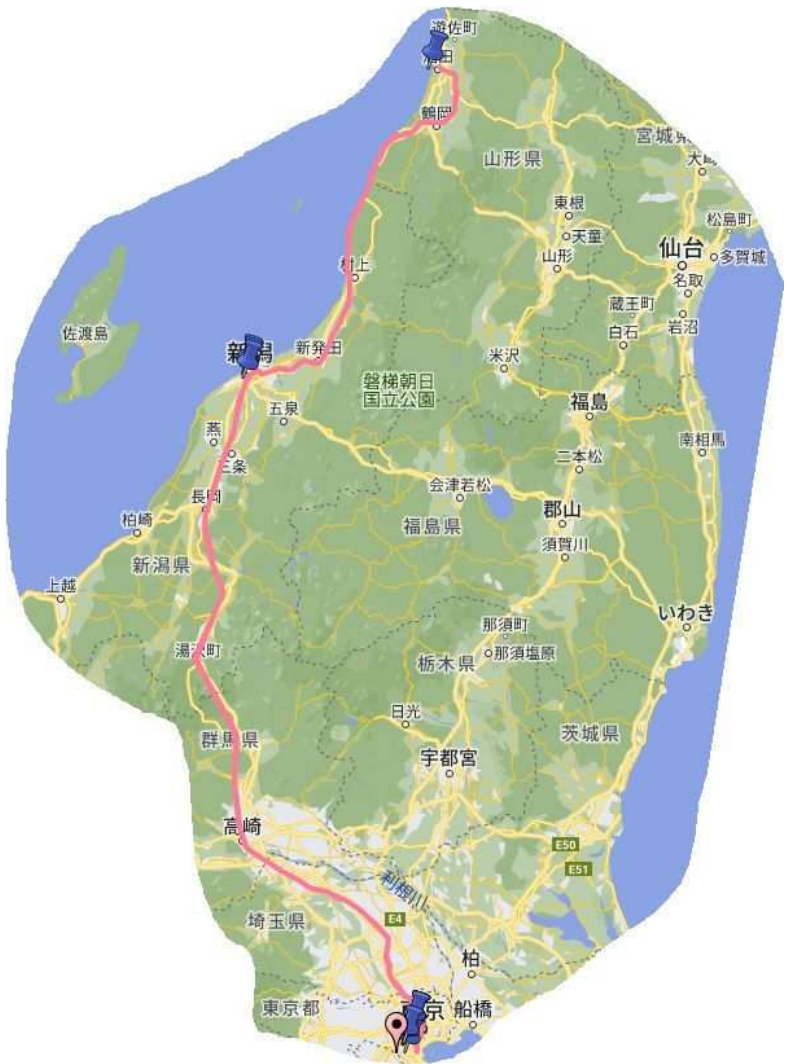 遊佐町
鶴岡
宮城県
山形県
東根
松島町
天童
仙台
多賀城
山形
村上
名取
蔵王町
佐渡島
岩沼
白石
新潟
新発田
米沢
磐梯朝日
国立公園
福島
五泉
燕
南相馬
三条
二本松
会津若松
長岡
郡山
柏崎
福島県
須賀川
新潟県
上越
いわき
那須町
湯沢町
那須塩原
栃木県
日光
群馬県
茨城県
宇都宮
高崎
E50
E51
利根川
E4
埼玉県
柏
東京都
船橋